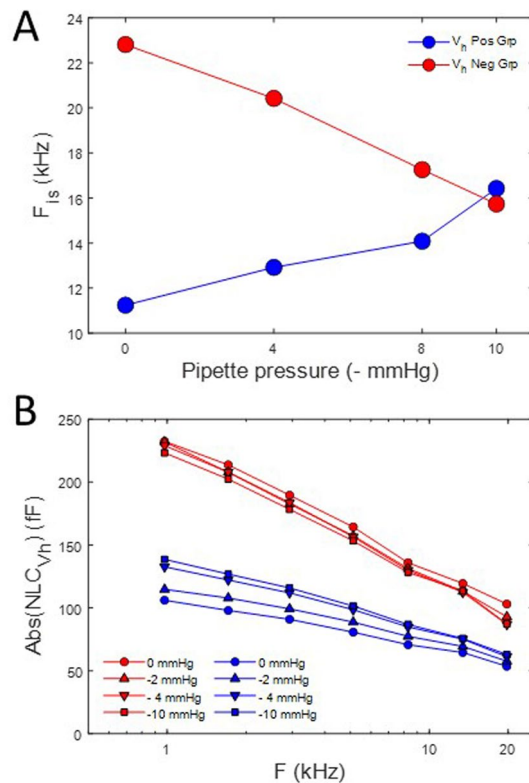 A
24
22
20
18
16
14
12
10
F_is (kHz)
V_h Pos Grp
V_h Neg Grp
0 4 8 10
Pipette pressure (- mmHg)
B
250
200
150
100
50
0
Abs(NLC_Vh) (fF)
0 mmHg 0 mmHg
-2 mmHg -2 mmHg
- 4 mmHg - 4 mmHg
-10 mmHg -10 mmHg
1 10 20
F (kHz)